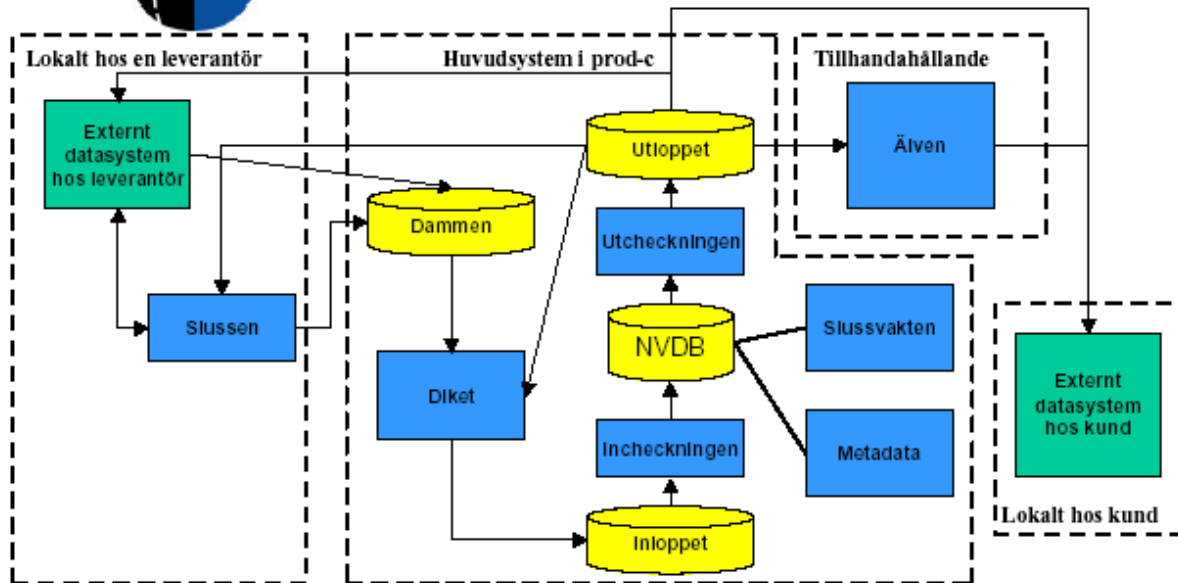 Lokalt hos en leverantör
Huvudsystem i prod-c
Tillhandahållande
Externt
datasystem
hos leverantör
Utloppet
Älven
Dammen
Utcheckningen
Slussen
NVDB
Slussvakten
Diket
Externt
datasystem
hos kund
Incheckningen
Metadata
Lokalt hos kund
Inloppet